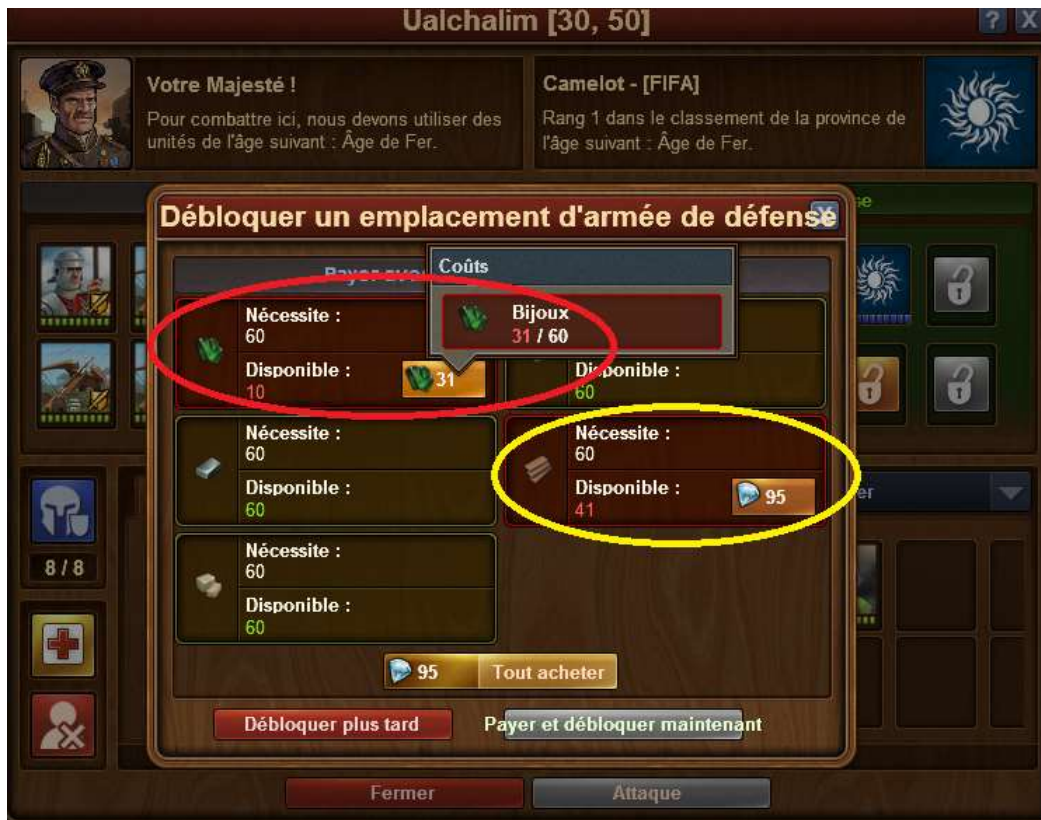 Ualchalim [30, 50]
? X
Votre Majesté !
Pour combattre ici, nous devons utiliser des
unités de l'âge suivant : Âge de Fer.
Camelot - [FIFA]
Rang 1 dans le classement de la province de
l'âge suivant : Âge de Fer.
Débloquer un emplacement d'armée de défense
X
Coûts
Bijoux
31 / 60
Nécessite :
60
Disponible :
10
31
Disponible :
60
Nécessite :
60
Disponible :
60
Nécessite :
60
Disponible :
41
95
Nécessite :
60
Disponible :
60
95 Tout acheter
Débloquer plus tard
Payer et débloquer maintenant
8 / 8
Fermer
Attaque